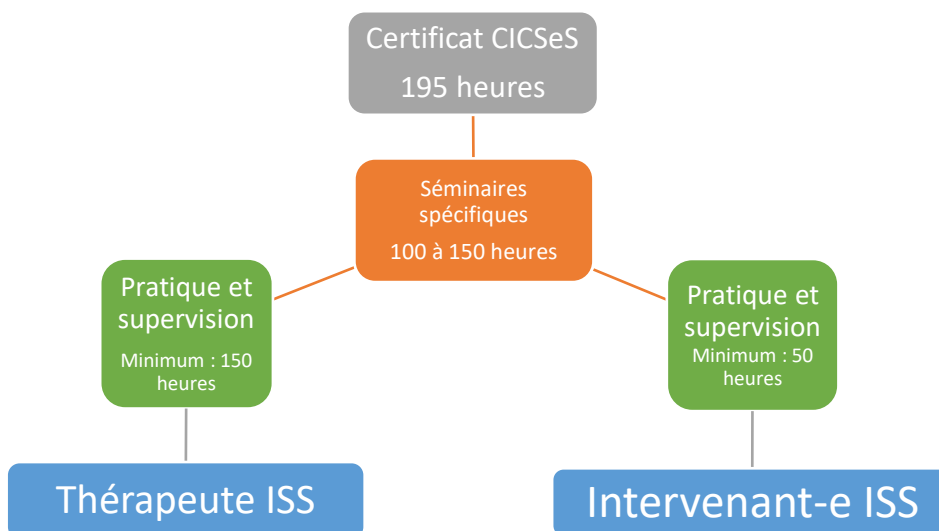 Certificat CICSeS
195 heures
Séminaires
spécifiques
100 à 150 heures
Pratique et
supervision
Minimum : 150
heures
Pratique et
supervision
Minimum : 50
heures
Thérapeute ISS
Intervenant-e ISS